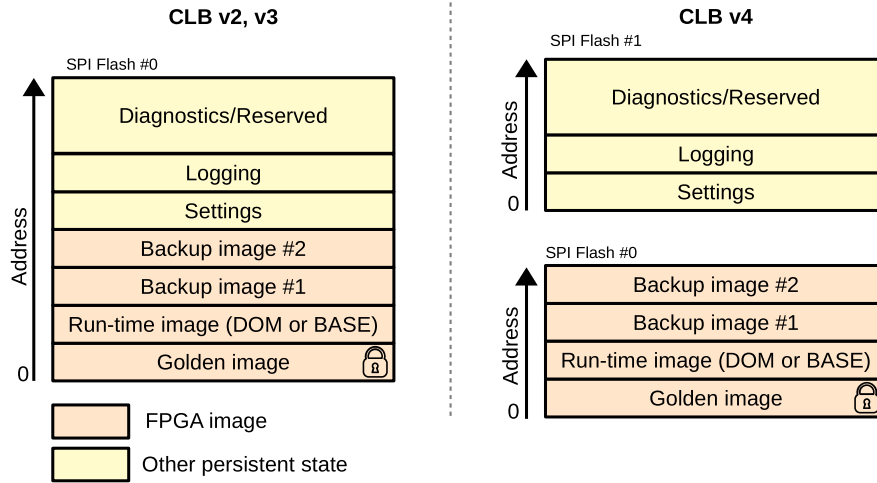 CLB v2, v3
SPI Flash #0
Diagnostics/Reserved
Logging
Settings
Backup image #2
Backup image #1
Run-time image (DOM or BASE)
Golden image
Address
0
FPGA image
Other persistent state
CLB v4
SPI Flash #1
Diagnostics/Reserved
Logging
Settings
Address
0
SPI Flash #0
Backup image #2
Backup image #1
Run-time image (DOM or BASE)
Golden image
Address
0